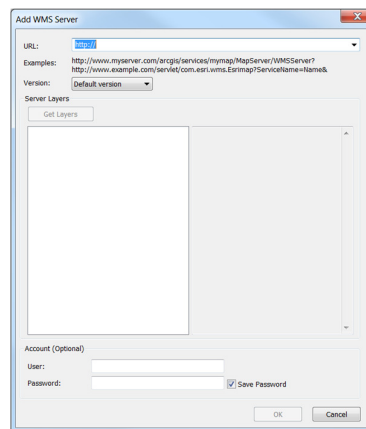 Add WMS Server
URL: http://
Examples: http://www.myserver.com/arcgis/services/mymap/MapServer/WMSServer?
http://www.example.com/servlet/com.esri.wms.Esrimap?ServiceName=Name&
Version: Default version
Server Layers
Get Layers
Account (Optional)
User:
Password: Save Password
OK Cancel